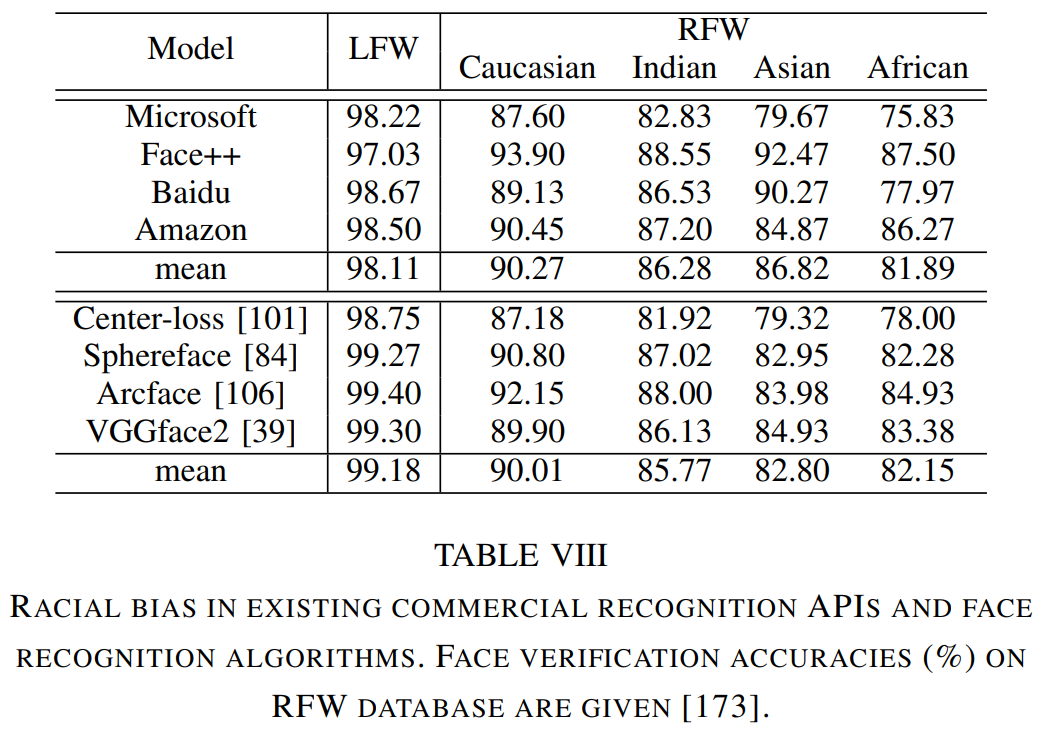 Model LFW RFW
Caucasian Indian Asian African
Microsoft 98.22 87.60 82.83 79.67 75.83
Face++ 97.03 93.90 88.55 92.47 87.50
Baidu 98.67 89.13 86.53 90.27 77.97
Amazon 98.50 90.45 87.20 84.87 86.27
mean 98.11 90.27 86.28 86.82 81.89
Center-loss [101] 98.75 87.18 81.92 79.32 78.00
Sphereface [84] 99.27 90.80 87.02 82.95 82.28
Arcface [106] 99.40 92.15 88.00 83.98 84.93
VGGface2 [39] 99.30 89.90 86.13 84.93 83.38
mean 99.18 90.01 85.77 82.80 82.15
TABLE VIII
RACIAL BIAS IN EXISTING COMMERCIAL RECOGNITION APIS AND FACE
RECOGNITION ALGORITHMS. FACE VERIFICATION ACCURACIES (%) ON
RFW DATABASE ARE GIVEN [173].